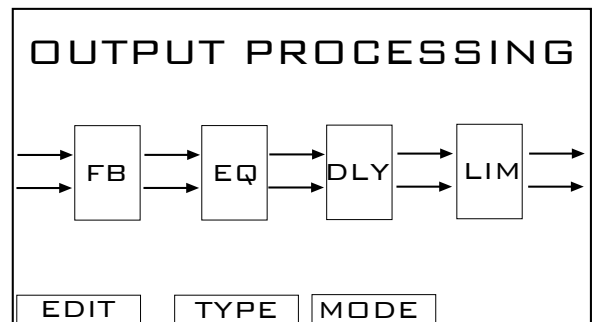 OUTPUT PROCESSING
FB EQ DLY LIM
EDIT TYPE MODE